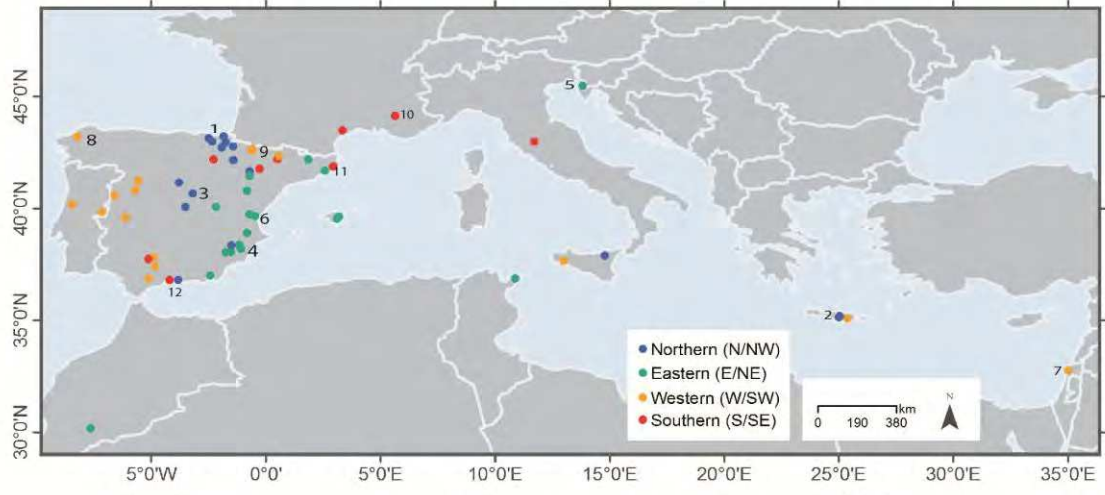 45°0'N
40°0'N
35°0'N
30°0'N
1
2
3
4
5
6
7
8
9
10
11
12
Northern (N/NW)
Eastern (E/NE)
Western (W/SW)
Southern (S/SE)
N
km
0 190 380
5°0'W 0°0' 5°0'E 10°0'E 15°0'E 20°0'E 25°0'E 30°0'E 35°0'E